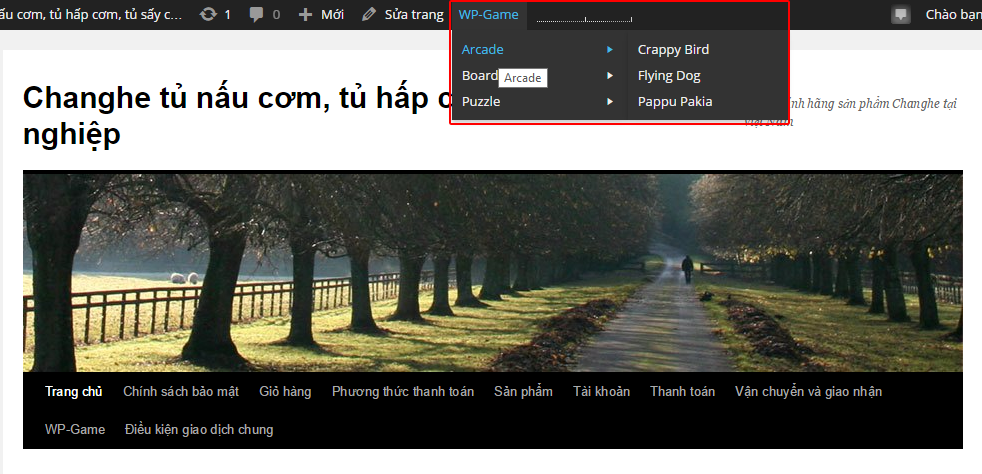 ấu cơm, tủ hấp cơm, tủ sấy c... 1 0 Mới Sửa trang WP-Game Chào bạn
Arcade Crappy Bird
Board Flying Dog
Arcade
Puzzle Pappu Pakia
Changhe tủ nấu cơm, tủ hấp c
nghiệp
ính hãng sản phẩm Changhe tại
Việt Nam
Trang chủ Chính sách bảo mật Giỏ hàng Phương thức thanh toán Sản phẩm Tài khoản Thanh toán Vận chuyển và giao nhận
WP-Game Điều kiện giao dịch chung